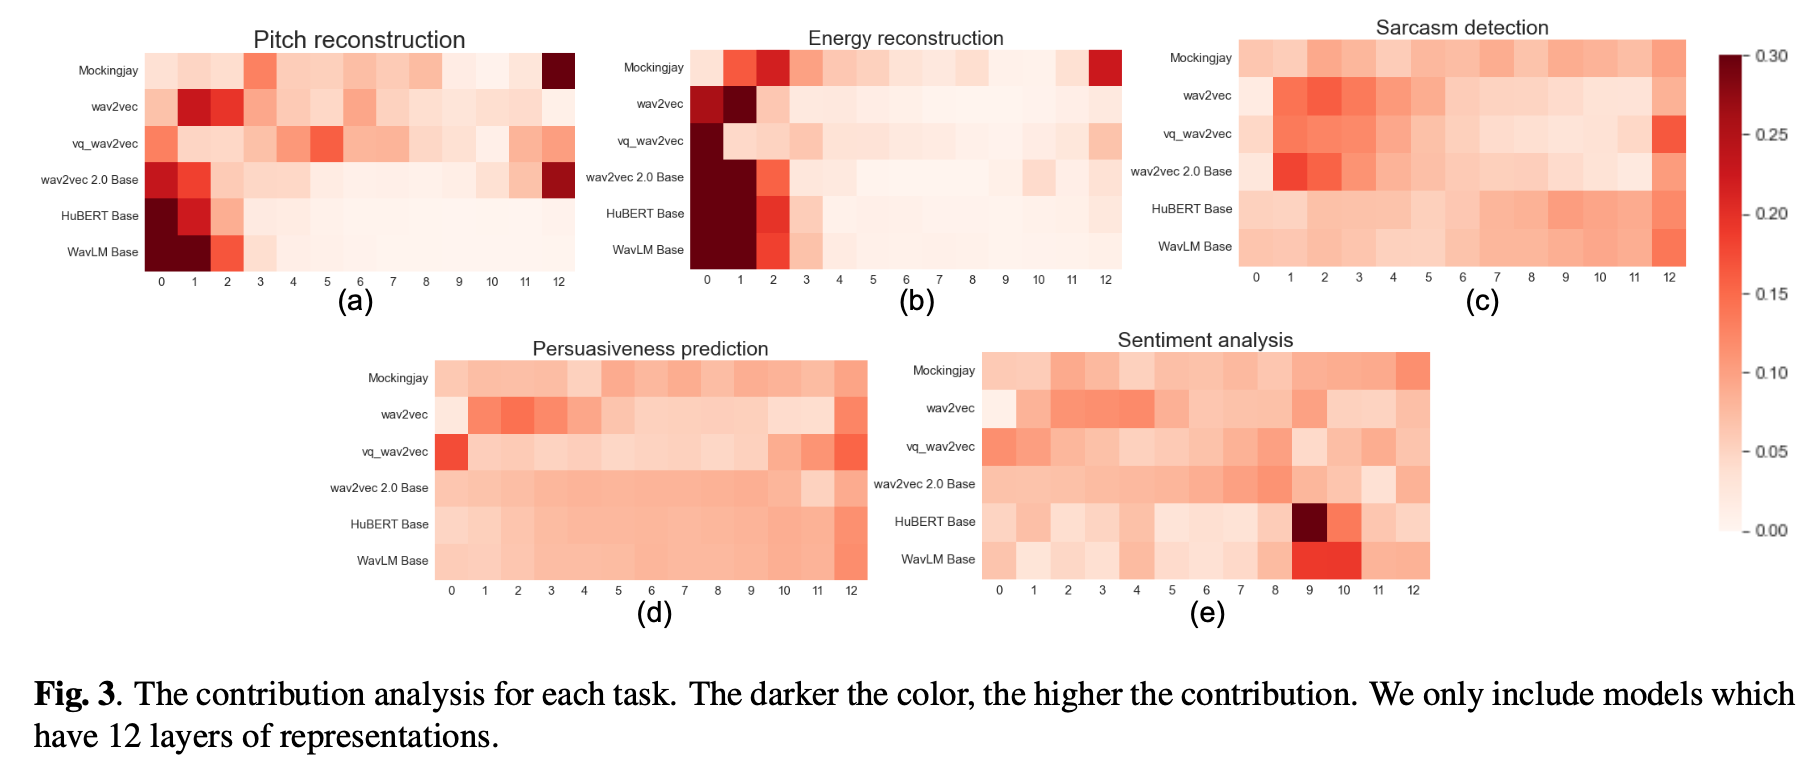 Pitch reconstruction
Mockingjay
wav2vec
vq_wav2vec
wav2vec 2.0 Base
HuBERT Base
WavLM Base
0 1 2 3 4 5 6 7 8 9 10 11 12
(a)
Energy reconstruction
Mockingjay
wav2vec
vq_wav2vec
wav2vec 2.0 Base
HuBERT Base
WavLM Base
0 1 2 3 4 5 6 7 8 9 10 11 12
(b)
Sarcasm detection
Mockingjay
wav2vec
vq_wav2vec
wav2vec 2.0 Base
HuBERT Base
WavLM Base
0 1 2 3 4 5 6 7 8 9 10 11 12
(c)
0.30
0.25
0.20
0.15
0.10
0.05
0.00
Persuasiveness prediction
Mockingjay
wav2vec
vq_wav2vec
wav2vec 2.0 Base
HuBERT Base
WavLM Base
0 1 2 3 4 5 6 7 8 9 10 11 12
(d)
Sentiment analysis
Mockingjay
wav2vec
vq_wav2vec
wav2vec 2.0 Base
HuBERT Base
WavLM Base
0 1 2 3 4 5 6 7 8 9 10 11 12
(e)
Fig. 3. The contribution analysis for each task. The darker the color, the higher the contribution. We only include models which
have 12 layers of representations.